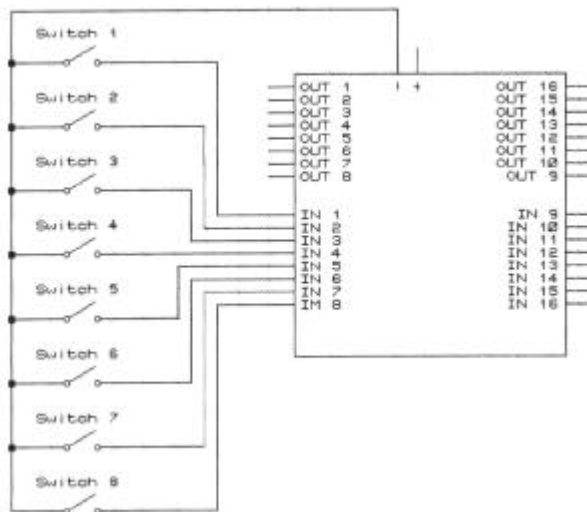 Switch 1
Switch 2
Switch 3
Switch 4
Switch 5
Switch 6
Switch 7
Switch 8
- +
OUT 1
OUT 2
OUT 3
OUT 4
OUT 5
OUT 6
OUT 7
OUT 8
IN 1
IN 2
IN 3
IN 4
IN 5
IN 6
IN 7
IM 8
OUT 16
OUT 15
OUT 14
OUT 13
OUT 12
OUT 11
OUT 10
OUT 9
IN 9
IN 10
IN 11
IN 12
IN 13
IN 14
IN 15
IN 16